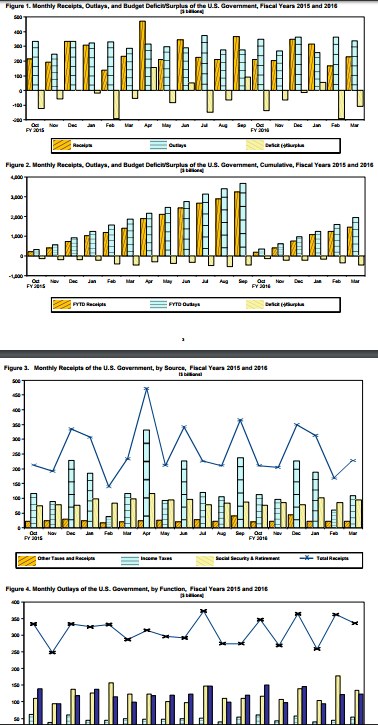 Figure 1. Monthly Receipts, Outlays, and Budget Deficit/Surplus of the U.S. Government, Fiscal Years 2015 and 2016
[$ billions]
500
400
300
200
100
0
-100
-200
Oct Nov Dec Jan Feb Mar Apr May Jun Jul Aug Sep Oct Nov Dec Jan Feb Mar
FY 2015 FY 2016
Receipts Outlays Deficit (-)/Surplus
Figure 2. Monthly Receipts, Outlays, and Budget Deficit/Surplus of the U.S. Government, Cumulative, Fiscal Years 2015 and 2016
[$ billions]
4,000
3,000
2,000
1,000
0
-1,000
Oct Nov Dec Jan Feb Mar Apr May Jun Jul Aug Sep Oct Nov Dec Jan Feb Mar
FY 2015 FY 2016
FYTD Receipts FYTD Outlays Deficit (-)/Surplus
3
Figure 3. Monthly Receipts of the U.S. Government, by Source, Fiscal Years 2015 and 2016
[$ billions]
500
450
400
350
300
250
200
150
100
50
0
Oct Nov Dec Jan Feb Mar Apr May Jun Jul Aug Sep Oct Nov Dec Jan Feb Mar
FY 2015 FY 2016
Other Taxes and Receipts Income Taxes Social Security & Retirement Total Receipts
Figure 4. Monthly Outlays of the U.S. Government, by Function, Fiscal Years 2015 and 2016
[$ billions]
400
350
300
250
200
150
100
50